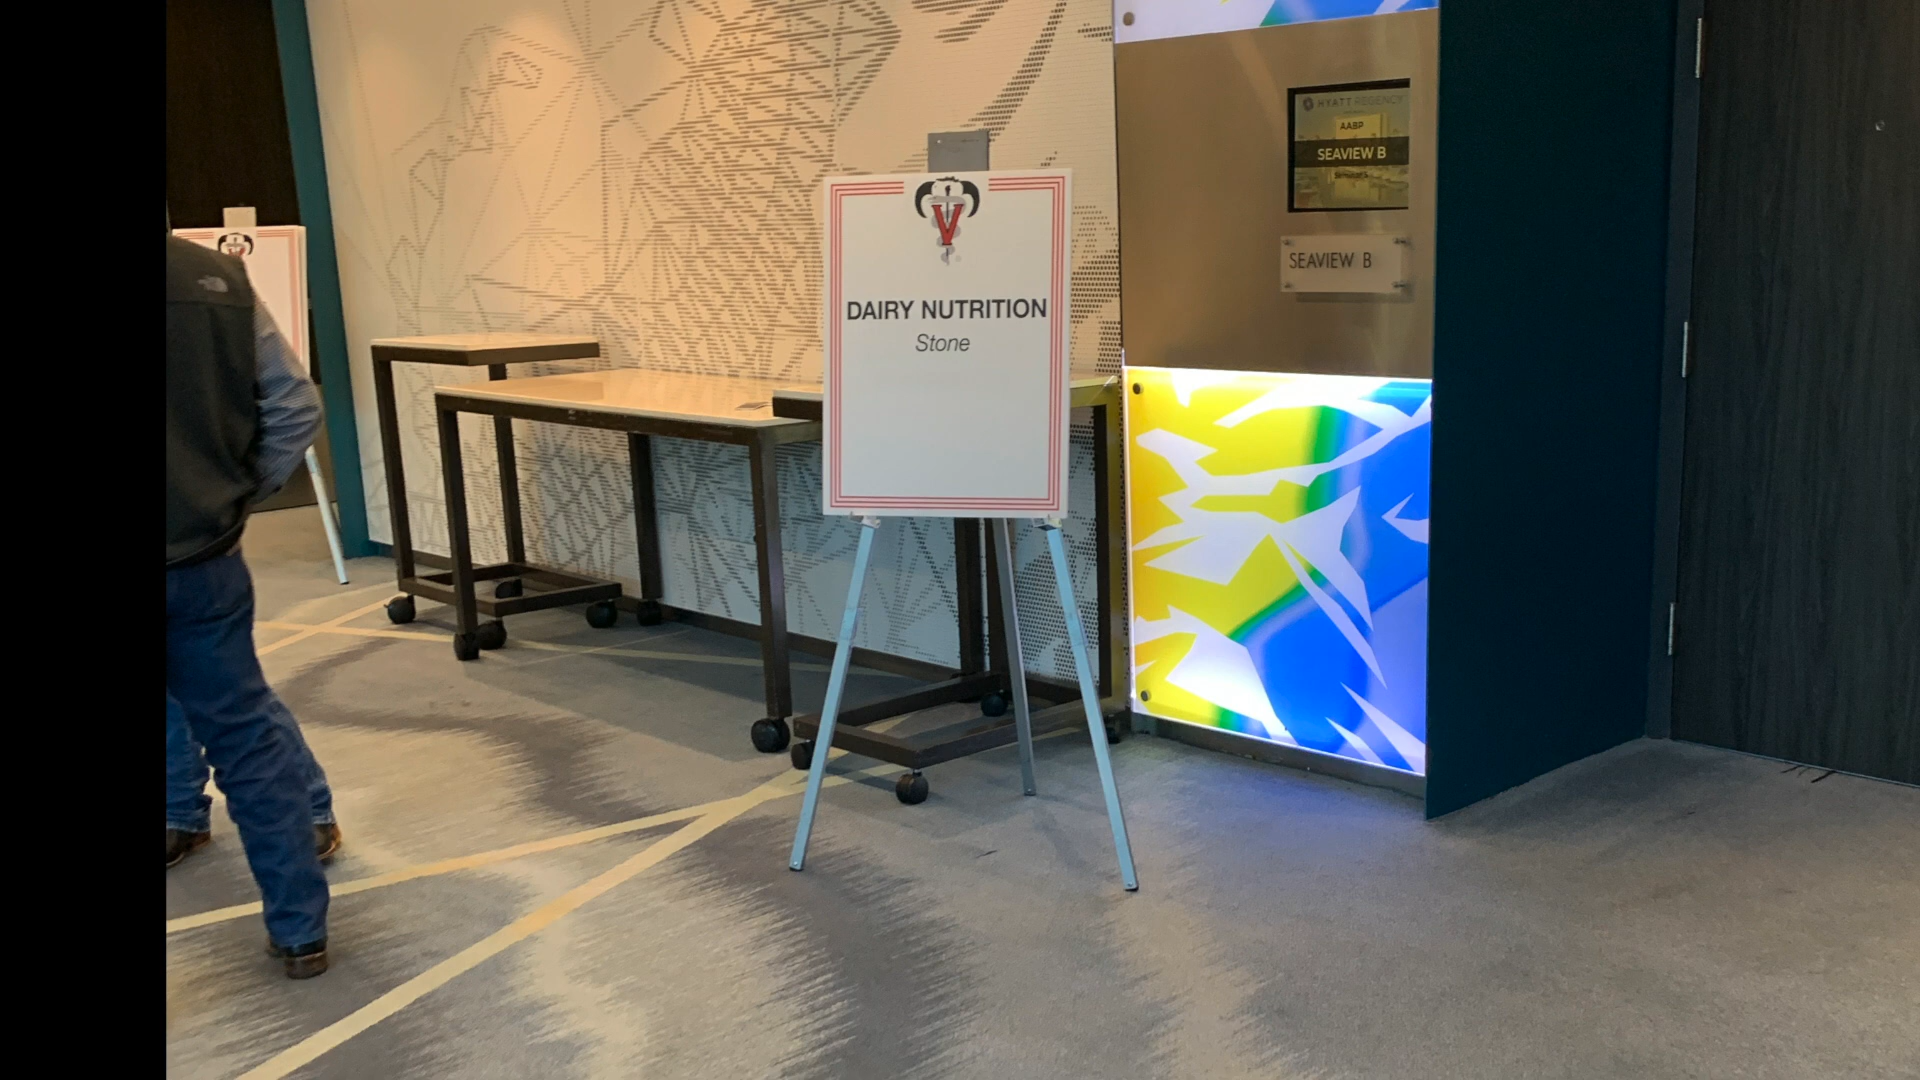 HYATT REGENCY
AABP
SEAVIEW B
SEAVIEW B
V
DAIRY NUTRITION
Stone